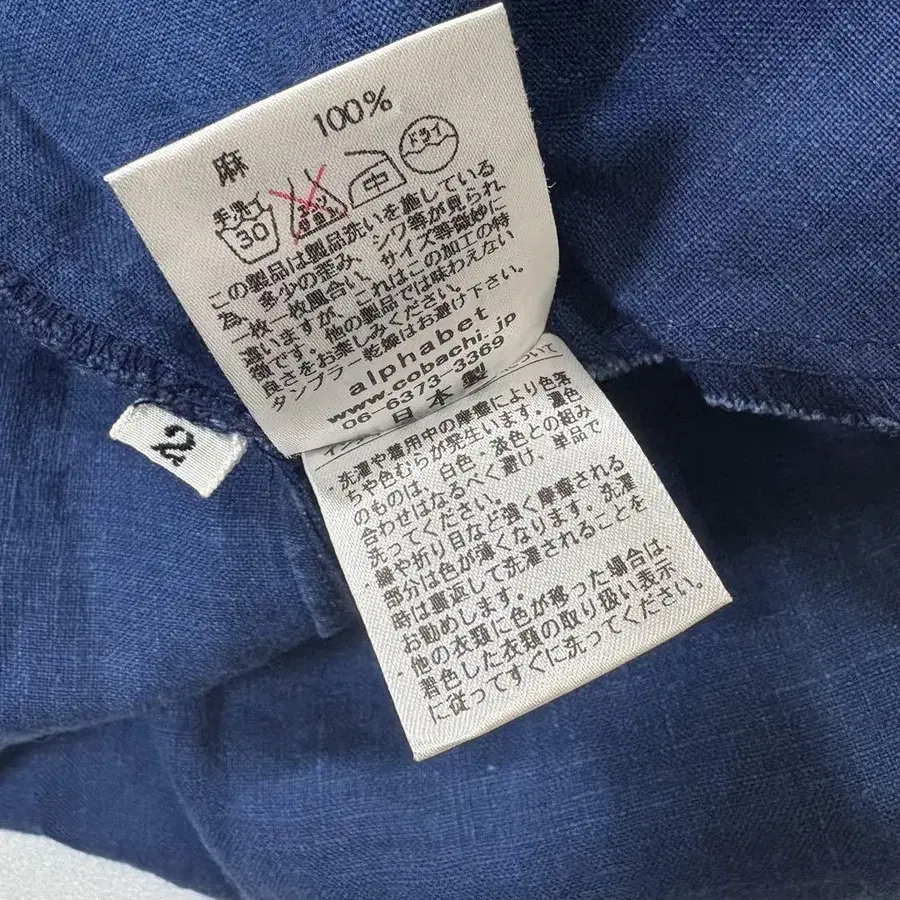 麻 100%
手洗イ 30 エンソ サラシ 中 ドライ
この製品は製品洗いを施している
為、多少の歪み、シワ等が見られ
一枚一枚風合い、サイズ等微妙に
違いますが、これはこの加工の特
徴です。他の製品では味わえない
良さをお楽しみください。
タンブラー乾燥はお避け下さい。
alphabet
www.cobachi.jp
06-6373-3369
日本製
2
ついて
・洗濯や着用中の摩擦により色落
ちや色むらが発生います。濃色
のものは、白色・淡色との組み
合わせはなるべく避け、単品で
洗ってください。
・縫や折り目など強く摩擦される
部分は色が薄くなります。洗濯
時は裏返して洗濯されることを
お勧めします。
・他の衣類に色が移った場合は、
着色した衣類の取り扱い表示
に従ってすぐに洗ってください。